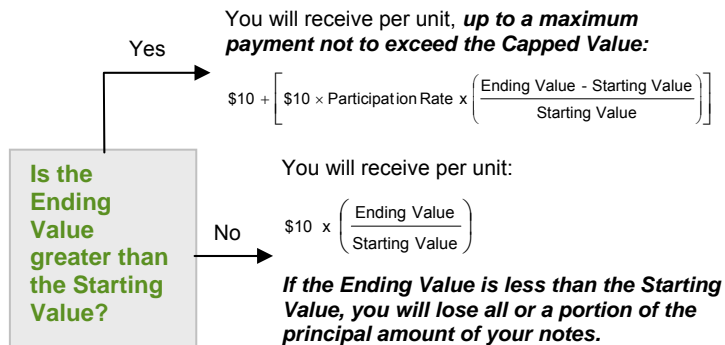 You will receive per unit, up to a maximum
payment not to exceed the Capped Value:
Yes
$10 + [ $10 × Participation Rate x ( Ending Value - Starting Value / Starting Value ) ]
Is the
Ending
Value
greater than
the Starting
Value?
No
You will receive per unit:
$10 x ( Ending Value / Starting Value )
If the Ending Value is less than the Starting
Value, you will lose all or a portion of the
principal amount of your notes.